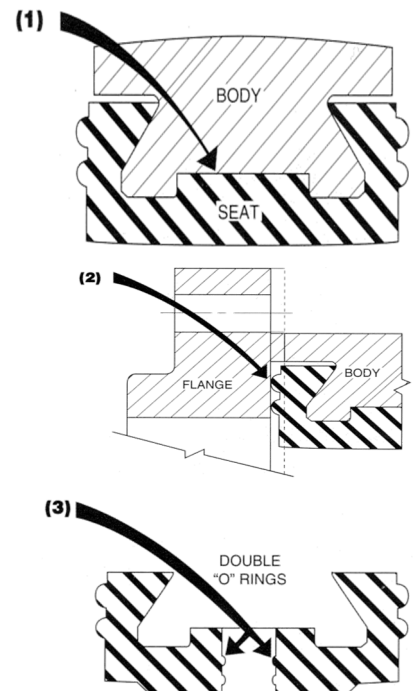 (1)
BODY
SEAT
(2)
FLANGE
BODY
(3)
DOUBLE
"O" RINGS